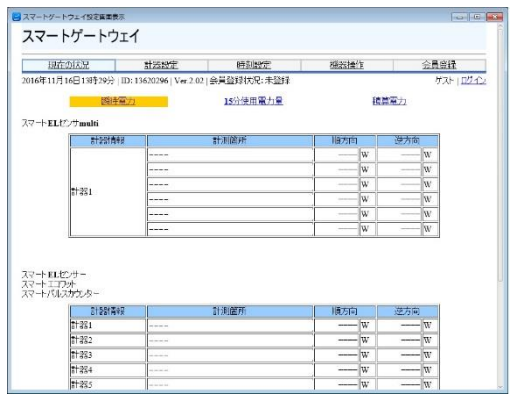 スマートゲートウェイ設定画面表示
スマートゲートウェイ
現在の状況 計器設定 時刻設定 機器操作 会員登録
2016年11月16日13時29分 | ID: 13620296 | Ver.2.02 | 会員登録状況: 未登録 ゲスト | ログイン
瞬時電力 15分使用電力量 積算電力
スマートELセンサmulti
計器情報 計測箇所 順方向 逆方向
---- ---- W ---- W
---- ---- W ---- W
---- ---- W ---- W
計器1 ---- ---- W ---- W
---- ---- W ---- W
---- ---- W ---- W
スマートELセンサー
スマートエコワット
スマートパルスカウンター
計器情報 計測箇所 順方向 逆方向
計器1 ---- ---- W ---- W
計器2 ---- ---- W ---- W
計器3 ---- ---- W ---- W
計器4 ---- ---- W ---- W
計器5 ---- ---- W ---- W